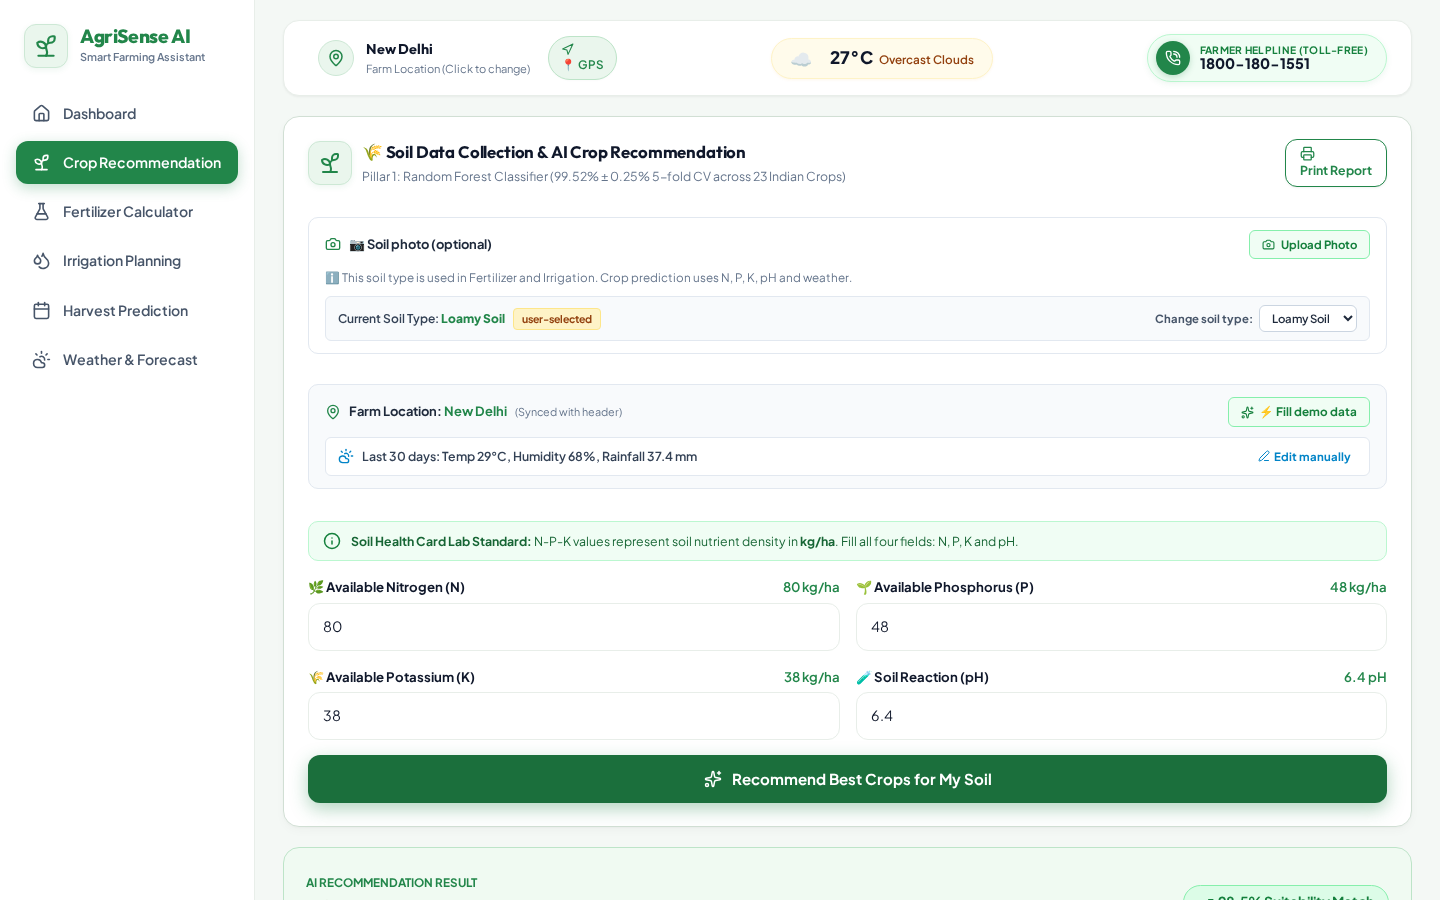 AgriSense AI
Smart Farming Assistant
Dashboard
Crop Recommendation
Fertilizer Calculator
Irrigation Planning
Harvest Prediction
Weather & Forecast
New Delhi
Farm Location (Click to change)
📍 GPS
27°C Overcast Clouds
FARMER HELPLINE (TOLL-FREE)
1800-180-1551
🌾 Soil Data Collection & AI Crop Recommendation
Pillar 1: Random Forest Classifier (99.52% ± 0.25% 5-fold CV across 23 Indian Crops)
Print Report
📷 Soil photo (optional)
Upload Photo
ℹ️ This soil type is used in Fertilizer and Irrigation. Crop prediction uses N, P, K, pH and weather.
Current Soil Type: Loamy Soil user-selected
Change soil type: Loamy Soil
Farm Location: New Delhi (Synced with header)
⚡ Fill demo data
Last 30 days: Temp 29°C, Humidity 68%, Rainfall 37.4 mm
Edit manually
Soil Health Card Lab Standard: N-P-K values represent soil nutrient density in kg/ha. Fill all four fields: N, P, K and pH.
🌿 Available Nitrogen (N) 80 kg/ha
80
🌱 Available Phosphorus (P) 48 kg/ha
48
🌾 Available Potassium (K) 38 kg/ha
38
🧪 Soil Reaction (pH) 6.4 pH
6.4
Recommend Best Crops for My Soil
AI RECOMMENDATION RESULT
99.5% Suitability Match